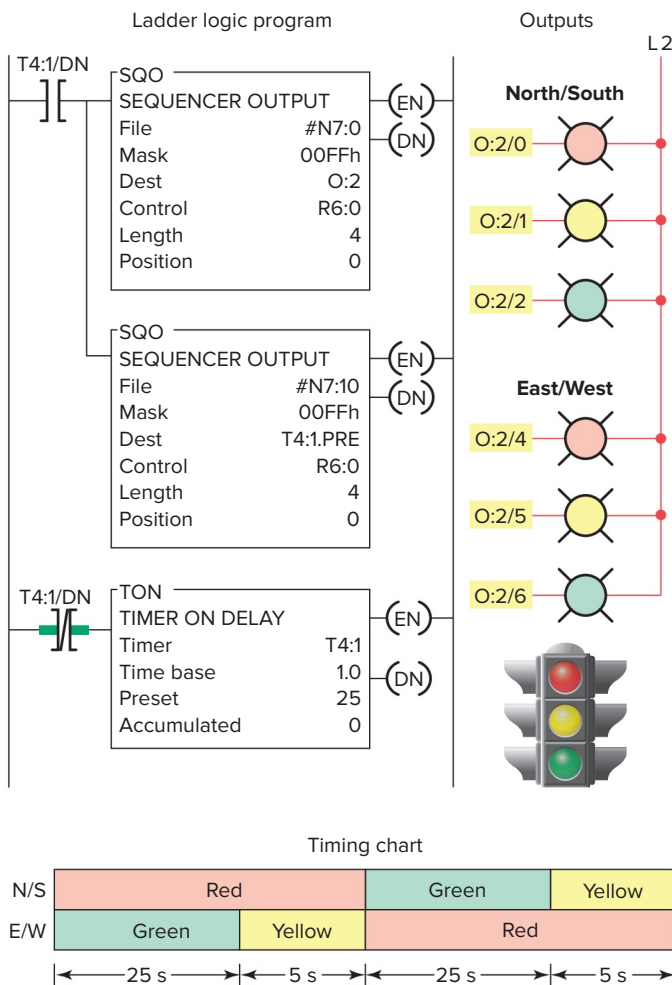 Ladder logic program
Outputs
L2
T4:1/DN
SQO
SEQUENCER OUTPUT
File #N7:0
Mask 00FFh
Dest O:2
Control R6:0
Length 4
Position 0
EN
DN
North/South
O:2/0
O:2/1
O:2/2
SQO
SEQUENCER OUTPUT
File #N7:10
Mask 00FFh
Dest T4:1.PRE
Control R6:0
Length 4
Position 0
EN
DN
East/West
O:2/4
O:2/5
O:2/6
T4:1/DN
TON
TIMER ON DELAY
Timer T4:1
Time base 1.0
Preset 25
Accumulated 0
EN
DN
Timing chart
N/S Red Green Yellow
E/W Green Yellow Red
25 s 5 s 25 s 5 s